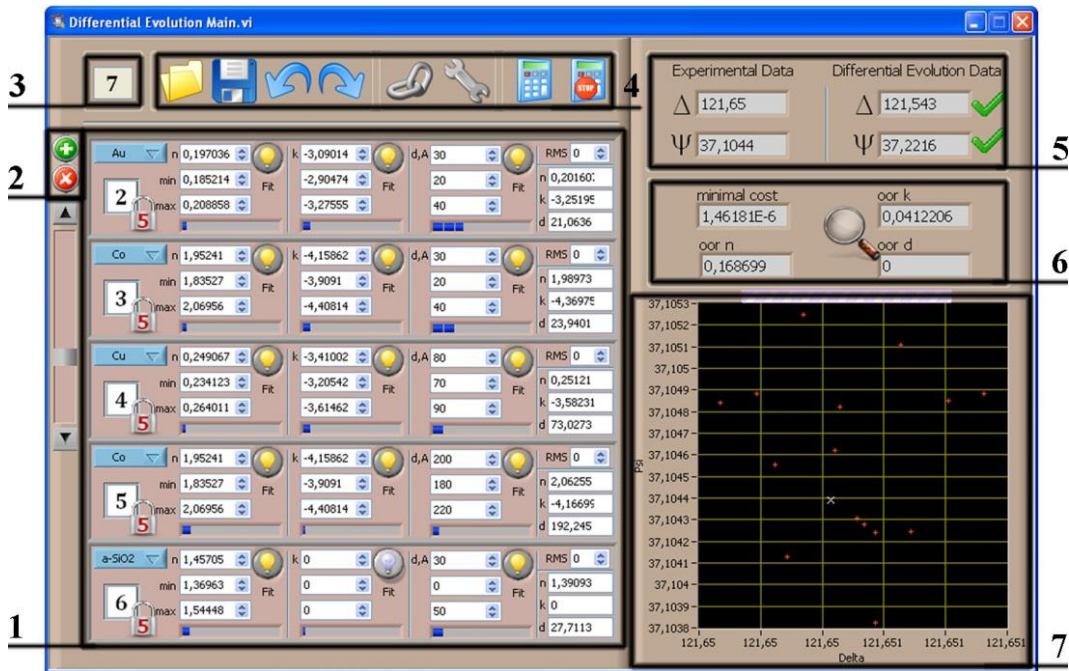 Differential Evolution Main.vi
3
7
STOP
4
Experimental Data
Differential Evolution Data
Δ 121,65
Δ 121,543
Ψ 37,1044
Ψ 37,2216
5
2
Au n 0,197036 k -3,09014 d,A 30 RMS 0
min 0,185214 Fit -2,90474 Fit 20 Fit n 0,20160
2 max 0,208858 -3,27555 40 k -3,25195
5 d 21,0636
Co n 1,95241 k -4,15862 d,A 30 RMS 0
min 1,83527 Fit -3,9091 Fit 20 Fit n 1,98973
3 max 2,06956 -4,40814 40 k -4,36975
5 d 23,9401
Cu n 0,249067 k -3,41002 d,A 80 RMS 0
min 0,234123 Fit -3,20542 Fit 70 Fit n 0,25121
4 max 0,264011 -3,61462 90 k -3,58231
5 d 73,0273
Co n 1,95241 k -4,15862 d,A 200 RMS 0
min 1,83527 Fit -3,9091 Fit 180 Fit n 2,06255
5 max 2,06956 -4,40814 220 k -4,16699
5 d 192,245
a-SiO2 n 1,45705 k 0 d,A 30 RMS 0
min 1,36963 Fit 0 Fit 0 Fit n 1,39093
6 max 1,54448 0 50 k 0
5 d 27,7113
1
minimal cost
oor k
1,46181E-6
0,0412206
oor n
oor d
0,168699
0
6
37,1053
37,1052
37,1051
37,105
37,1049
37,1048
37,1047
37,1046
37,1045
37,1044
37,1043
37,1042
37,1041
37,104
37,1039
37,1038
Psi
121,65 121,65 121,65 121,651 121,651 121,651
Delta
7